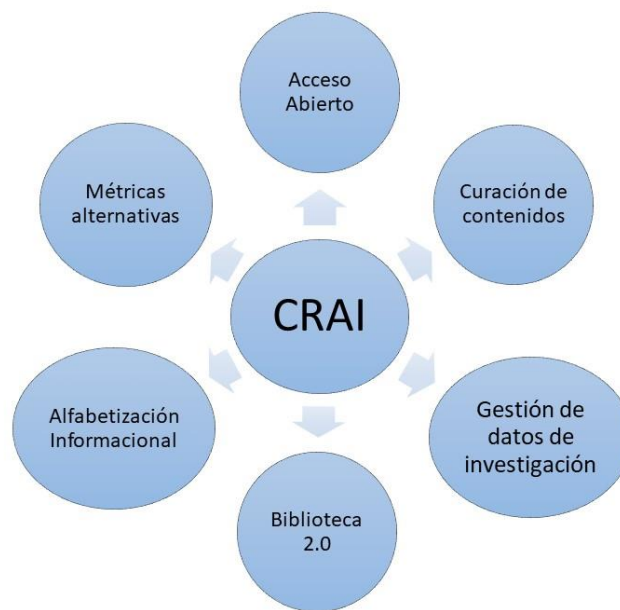 Acceso
Abierto
Métricas
alternativas
Curación de
contenidos
CRAI
Alfabetización
Informacional
Gestión de
datos de
investigación
Biblioteca
2.0